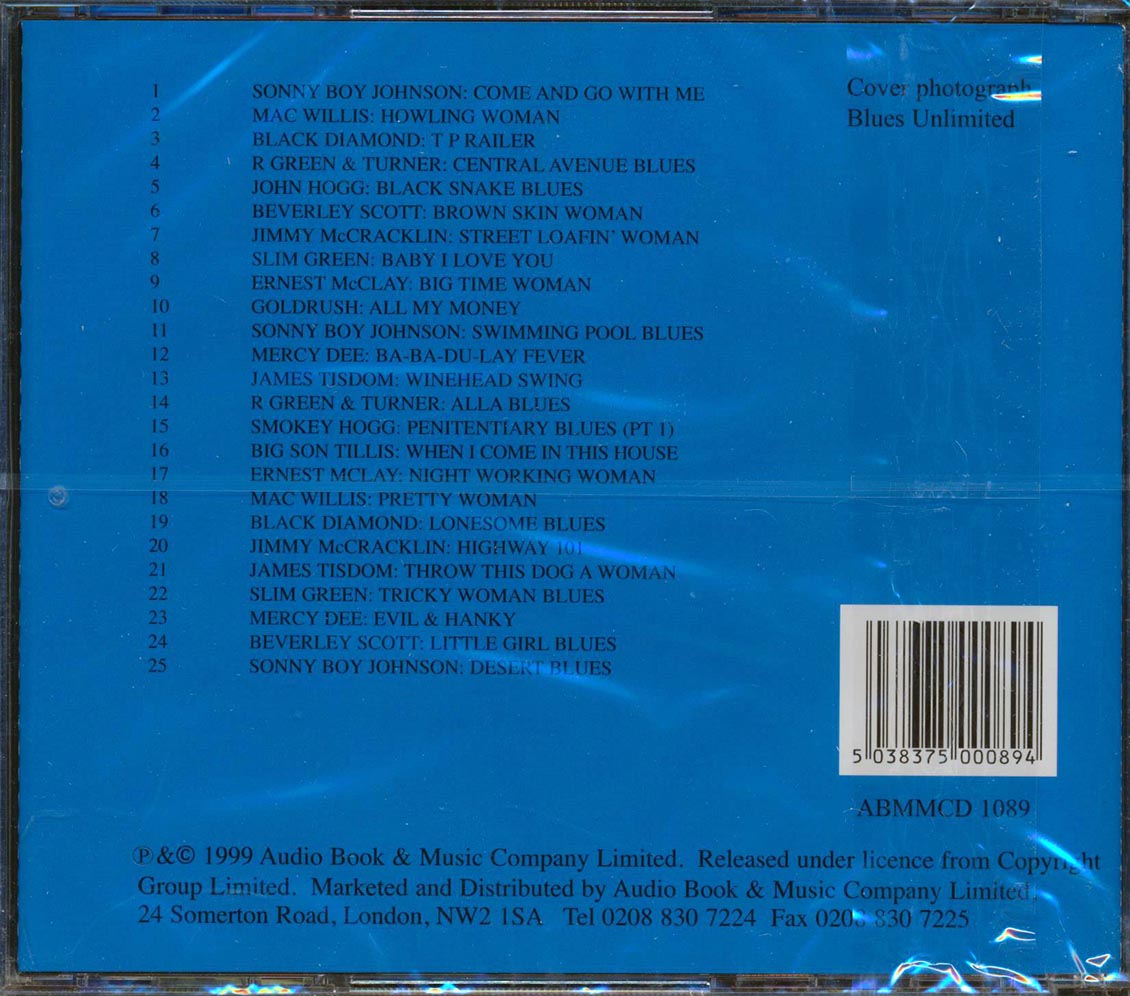 1 SONNY BOY JOHNSON: COME AND GO WITH ME
2 MAC WILLIS: HOWLING WOMAN
3 BLACK DIAMOND: T P RAILER
4 R GREEN & TURNER: CENTRAL AVENUE BLUES
5 JOHN HOGG: BLACK SNAKE BLUES
6 BEVERLEY SCOTT: BROWN SKIN WOMAN
7 JIMMY McCRACKLIN: STREET LOAFIN' WOMAN
8 SLIM GREEN: BABY I LOVE YOU
9 ERNEST McCLAY: BIG TIME WOMAN
10 GOLDRUSH: ALL MY MONEY
11 SONNY BOY JOHNSON: SWIMMING POOL BLUES
12 MERCY DEE: BA-BA-DU-LAY FEVER
13 JAMES TISDOM: WINEHEAD SWING
14 R GREEN & TURNER: ALLA BLUES
15 SMOKEY HOGG: PENITENTIARY BLUES (PT 1)
16 BIG SON TILLIS: WHEN I COME IN THIS HOUSE
17 ERNEST MCLAY: NIGHT WORKING WOMAN
18 MAC WILLIS: PRETTY WOMAN
19 BLACK DIAMOND: LONESOME BLUES
20 JIMMY McCRACKLIN: HIGHWAY 101
21 JAMES TISDOM: THROW THIS DOG A WOMAN
22 SLIM GREEN: TRICKY WOMAN BLUES
23 MERCY DEE: EVIL & HANKY
24 BEVERLEY SCOTT: LITTLE GIRL BLUES
25 SONNY BOY JOHNSON: DESERT BLUES
Cover photograph
Blues Unlimited
5 038375 000894
ABMMCD 1089
℗&© 1999 Audio Book & Music Company Limited. Released under licence from Copyright
Group Limited. Marketed and Distributed by Audio Book & Music Company Limited,
24 Somerton Road, London, NW2 1SA Tel 0208 830 7224 Fax 0208 830 7225